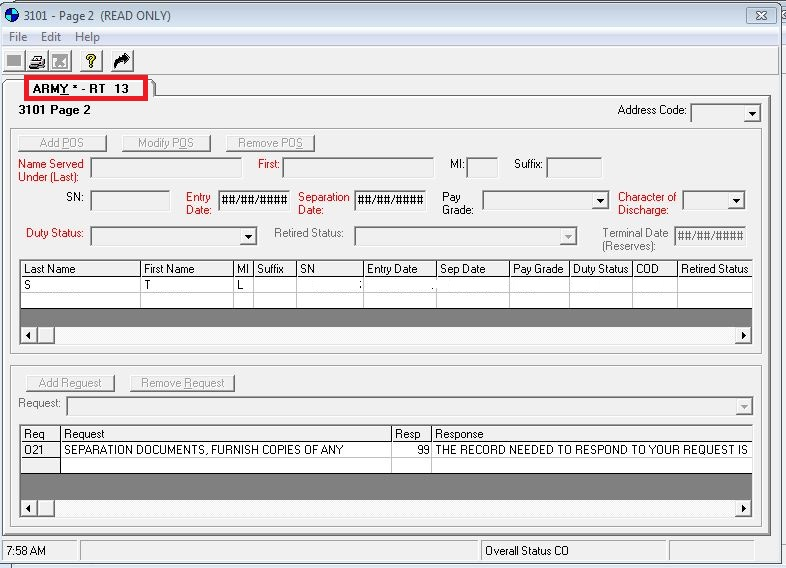 3101 - Page 2 (READ ONLY)
File Edit Help
ARMY * - RT 13
3101 Page 2
Address Code:
Add POS Modify POS Remove POS
Name Served Under (Last): First: MI: Suffix:
SN: Entry Date: ##/##/#### Separation Date: ##/##/#### Pay Grade: Character of Discharge:
Duty Status: Retired Status: Terminal Date (Reserves): ##/##/####
Last Name First Name MI Suffix SN Entry Date Sep Date Pay Grade Duty Status COD Retired Status
S T L
Add Request Remove Request
Request:
Req Request Resp Response
O21 SEPARATION DOCUMENTS, FURNISH COPIES OF ANY 99 THE RECORD NEEDED TO RESPOND TO YOUR REQUEST IS
7:58 AM Overall Status CO